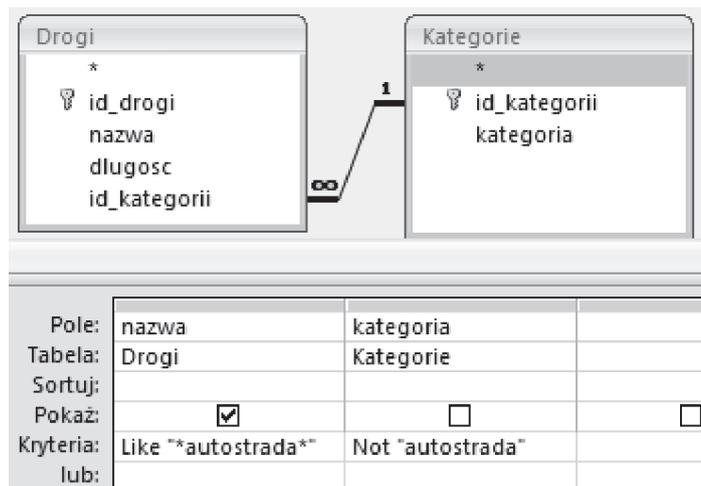 Drogi Kategorie
* *
id_drogi id_kategorii
nazwa kategoria
dlugosc
id_kategorii
1
∞
Pole: nazwa kategoria
Tabela: Drogi Kategorie
Sortuj:
Pokaż:
Kryteria: Like "*autostrada*" Not "autostrada"
lub: